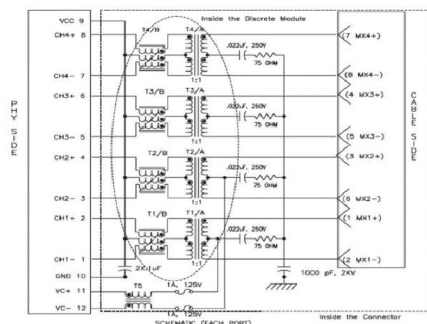 VCC 9
T4/B
T4/A
Inside the Discrete Module
CH4+ 8
(7 MX4+)
.022uF, 250V
75 OHM
CH4- 7
1:1
(8 MX4-)
CH3+ 6
T3/B
T3/A
(4 MX3+)
.022uF, 250V
75 OHM
CH3- 5
1:1
(5 MX3-)
CH2+ 4
T2/B
T2/A
(3 MX2+)
.022uF, 250V
75 OHM
CH2- 3
1:1
(6 MX2-)
CH1+ 2
T1/B
T1/A
(1 MX1+)
.022uF, 250V
75 OHM
CH1- 1
1:1
(2 MX1-)
GND 10
1000 pF, 2KV
VC+ 11
T5
1A, 125V
VC- 12
1A, 125V
Inside the Connector
SCHEMATIC (EACH PORT)
PHY SIDE
CABLE SIDE